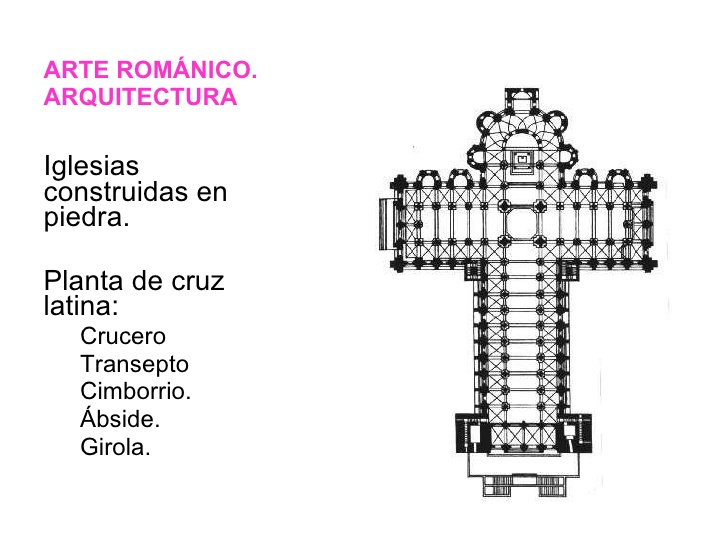 ARTE ROMÁNICO.
ARQUITECTURA
Iglesias
construidas en
piedra.
Planta de cruz
latina:
Crucero
Transepto
Cimborrio.
Ábside.
Girola.